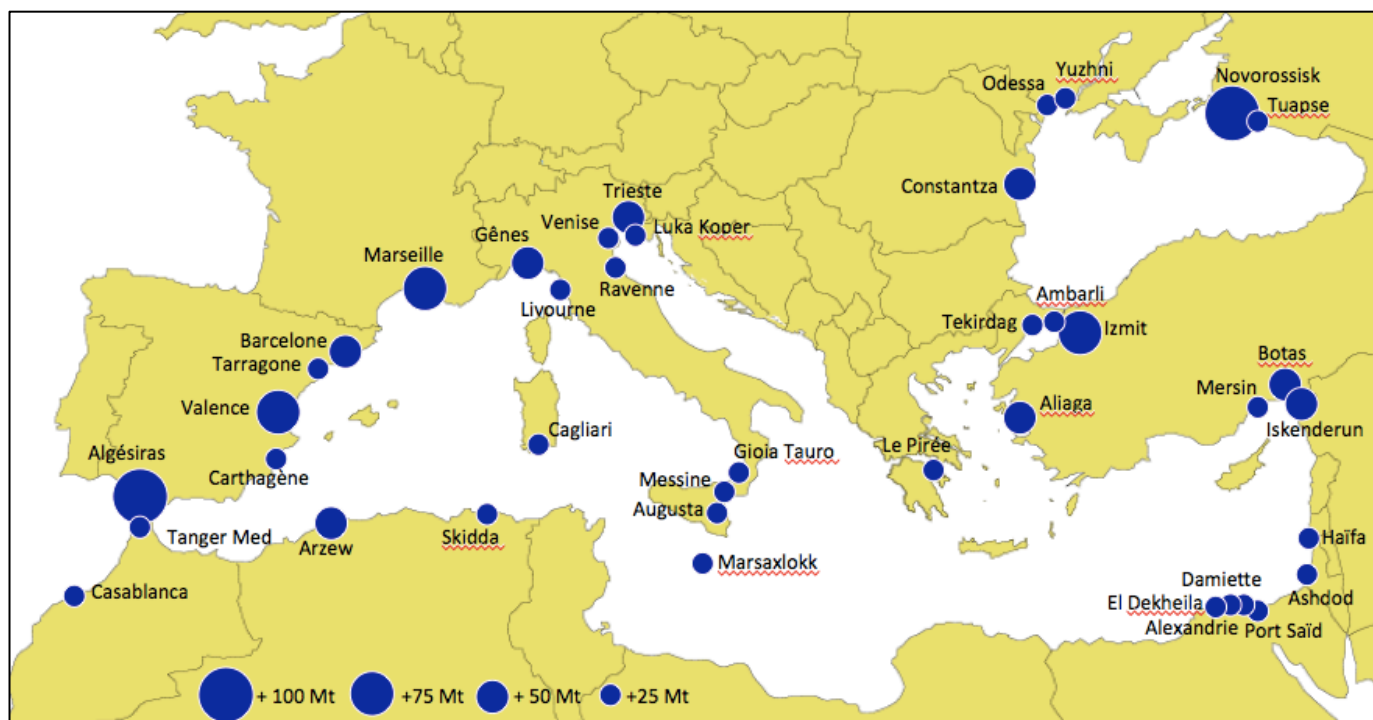 Yuzhni
Odessa
Novorossisk
Tuapse
Constantza
Trieste
Venise
Luka Koper
Gênes
Marseille
Ravenne
Livourne
Ambarli
Tekirdag
Izmit
Barcelone
Tarragone
Botas
Mersin
Valence
Aliaga
Iskenderun
Cagliari
Le Pirée
Algésiras
Gioia Tauro
Carthagène
Messine
Augusta
Tanger Med
Arzew
Skidda
Haïfa
Marsaxlokk
Casablanca
Damiette
El Dekheila
Ashdod
Alexandrie
Port Saïd
+ 100 Mt
+75 Mt
+ 50 Mt
+25 Mt